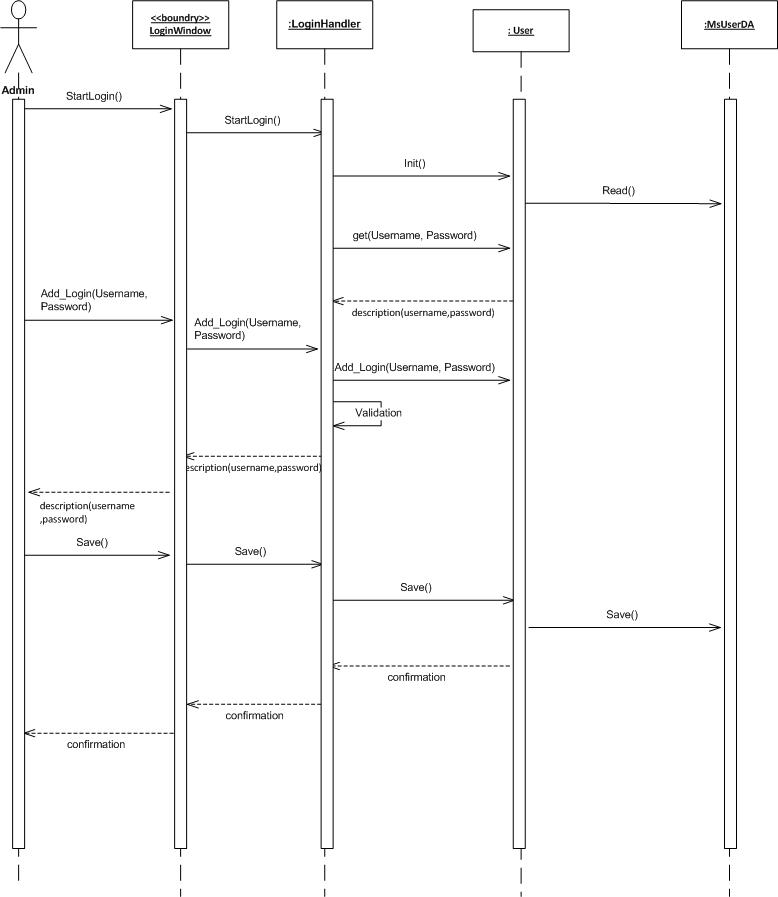 <<boundry>>
LoginWindow
:LoginHandler
: User
:MsUserDA
Admin
StartLogin()
StartLogin()
Init()
Read()
get(Username, Password)
Add_Login(Username,
Password)
description(username,password)
Add_Login(Username,
Password)
Add_Login(Username, Password)
Validation
escription(username,password)
description(username
,password)
Save()
Save()
Save()
Save()
confirmation
confirmation
confirmation